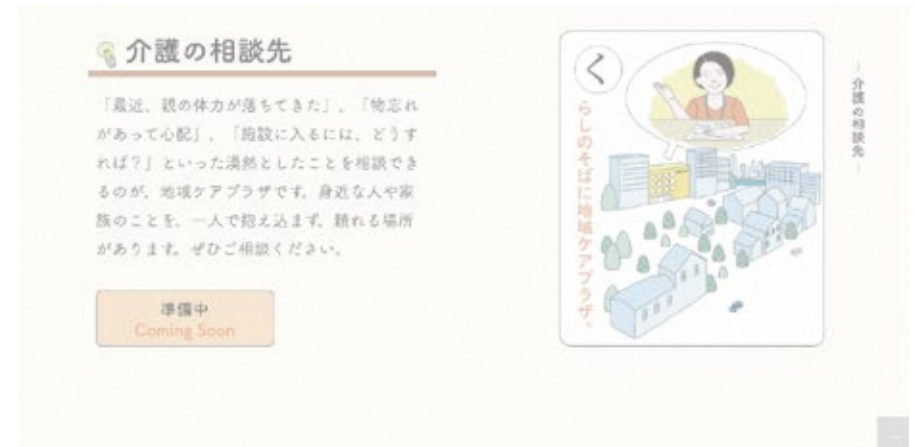 介護の相談先
「最近、親の体力が落ちてきた」、「物忘れ
があって心配」、「施設に入るには、どうす
れば?」といった漠然としたことを相談でき
るのが、地域ケアプラザです。身近な人や家
族のことを、一人で抱え込まず、頼れる場所
があります。ぜひご相談ください。
準備中
Coming Soon
く
らしのそばに地域ケアプラザ。
| 介護の相談先 |